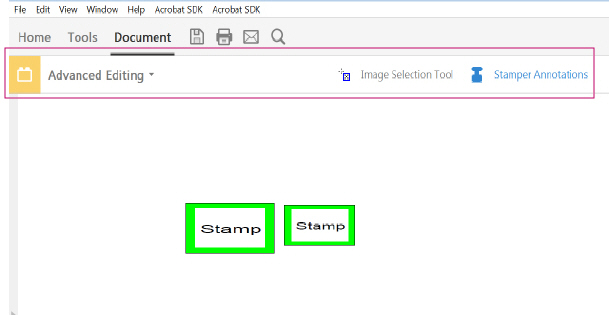 File Edit View Window Help Acrobat SDK Acrobat SDK
Home Tools Document
Advanced Editing Image Selection Tool Stamper Annotations
Stamp Stamp